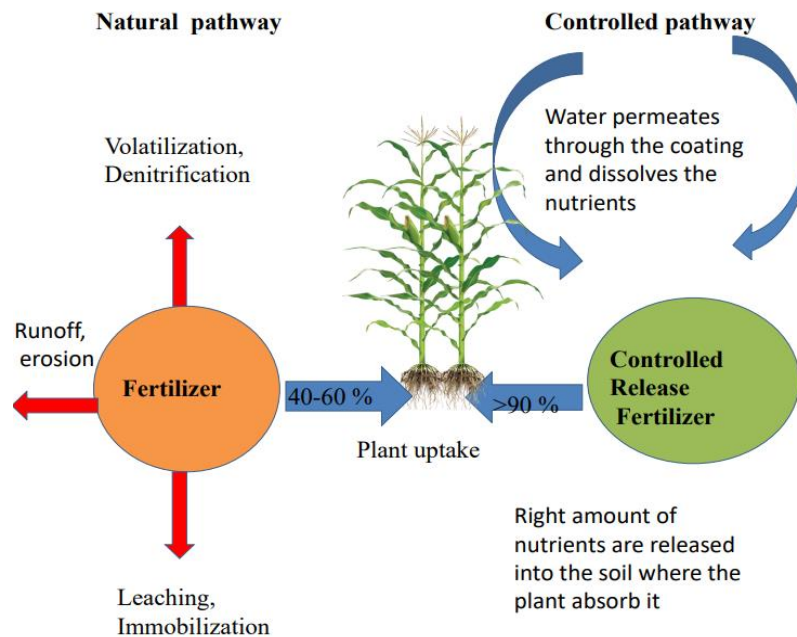 Natural pathway
Controlled pathway
Volatilization,
Denitrification
Water permeates
through the coating
and dissolves the
nutrients
Runoff,
erosion
Fertilizer
40-60 %
>90 %
Controlled
Release
Fertilizer
Plant uptake
Leaching,
Immobilization
Right amount of
nutrients are released
into the soil where the
plant absorb it